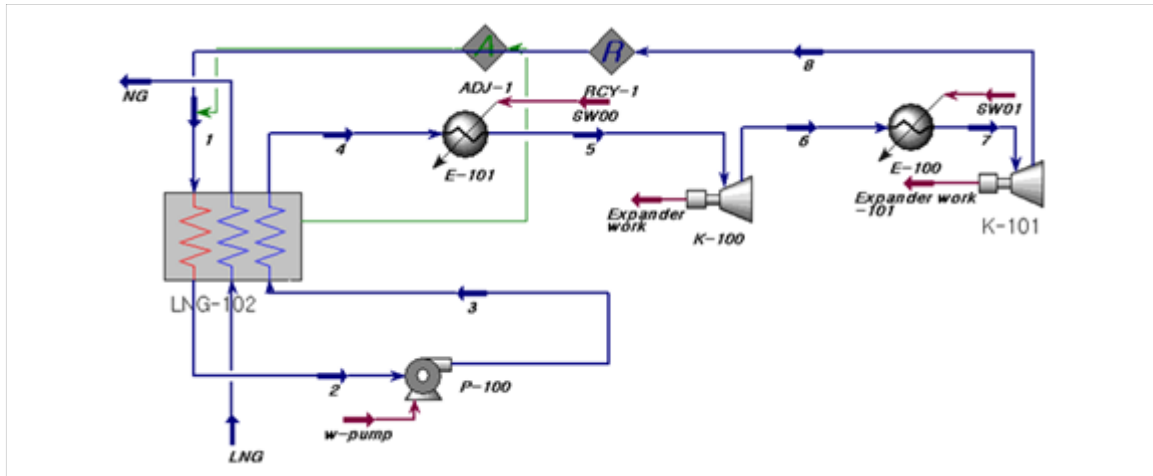 A
R
8
NG
ADJ-1
RCY-1
SW00
SW01
1
4
5
6
7
E-101
E-100
Expander
work
K-100
Expander work
-101
K-101
LNG-102
3
2
P-100
w-pump
LNG